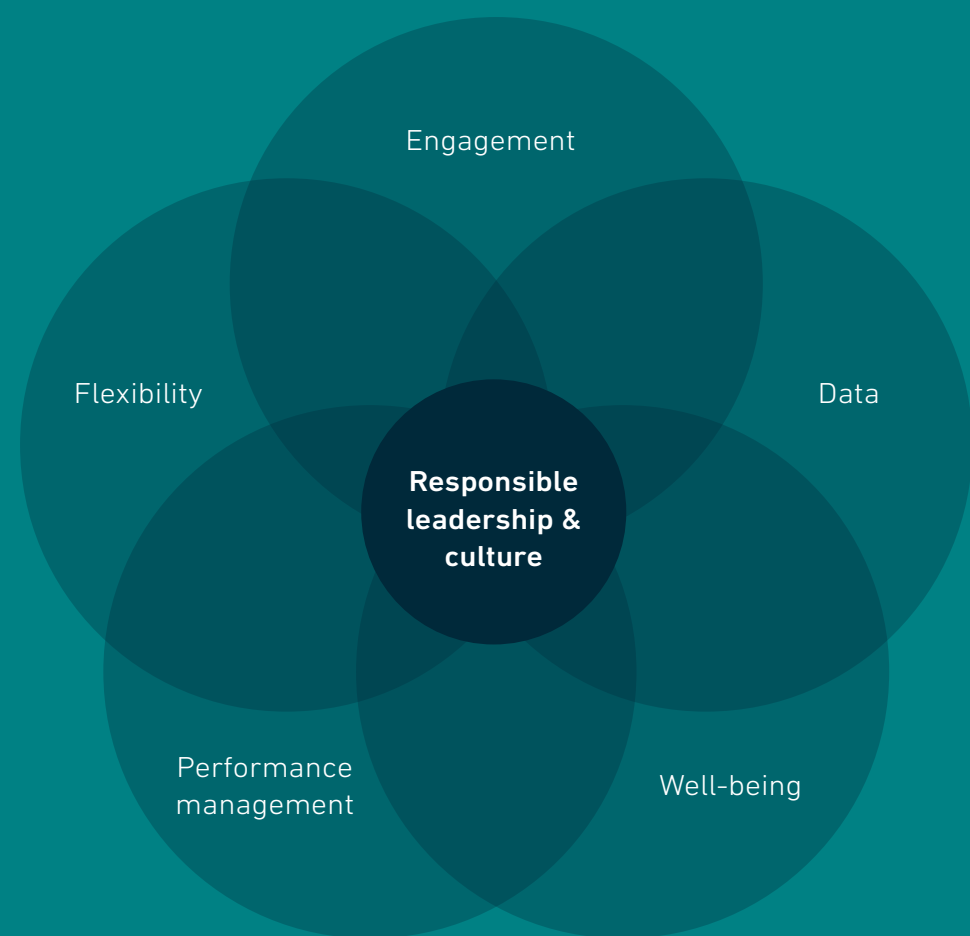 Engagement
Flexibility
Data
Responsible
leadership &
culture
Performance
management
Well-being